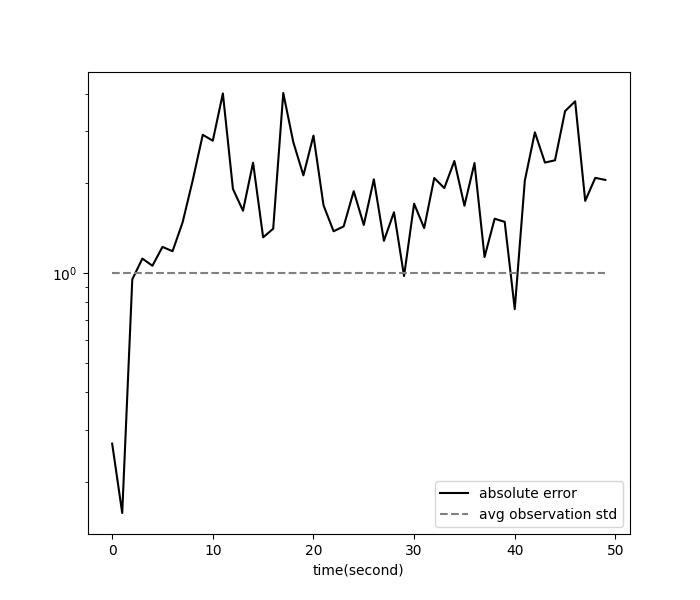 10⁰
absolute error
avg observation std
0 10 20 30 40 50
time(second)